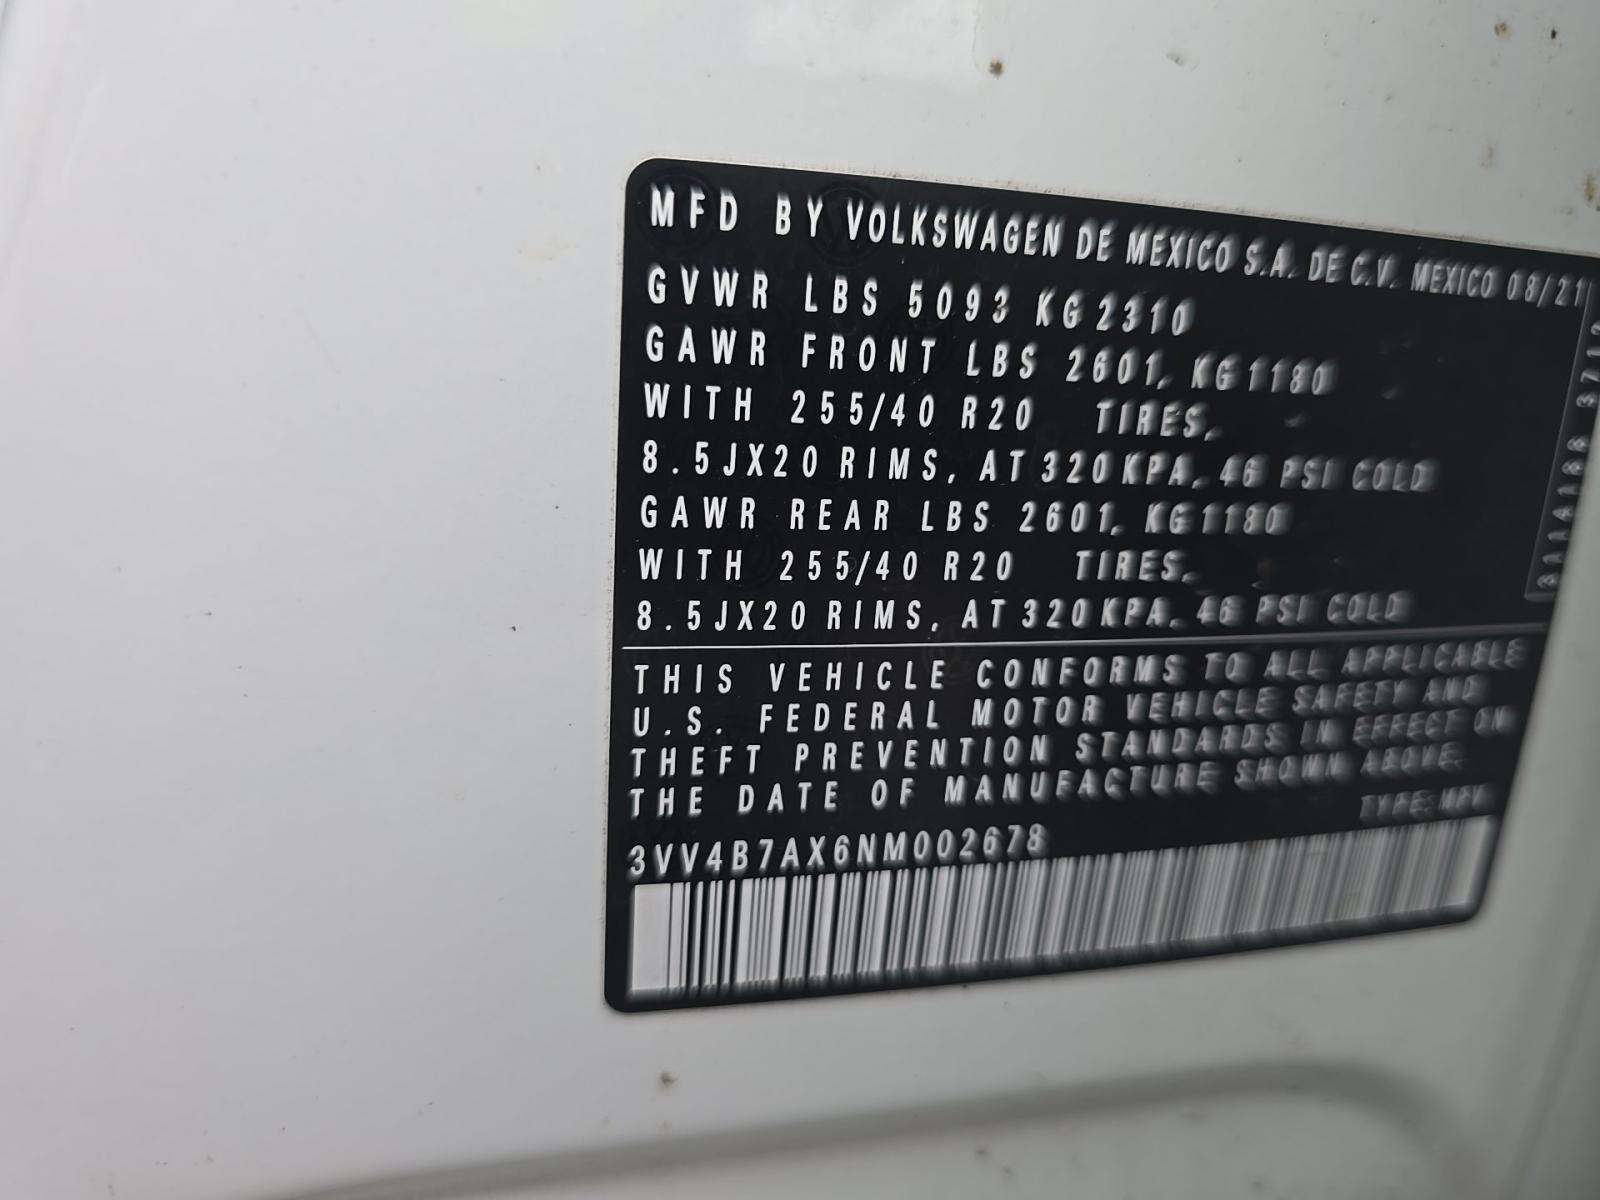 MFD BY VOLKSWAGEN DE MEXICO S.A. DE C.V. MEXICO 08/21
GVWR LBS 5093 KG 2310
GAWR FRONT LBS 2601, KG 1180
WITH 255/40 R20 TIRES,
8.5JX20 RIMS, AT 320 KPA, 46 PSI COLD
GAWR REAR LBS 2601, KG 1180
WITH 255/40 R20 TIRES,
8.5JX20 RIMS, AT 320 KPA, 46 PSI COLD
THIS VEHICLE CONFORMS TO ALL APPLICABLE
U.S. FEDERAL MOTOR VEHICLE SAFETY AND
THEFT PREVENTION STANDARDS IN EFFECT ON
THE DATE OF MANUFACTURE SHOWN ABOVE.
TYPE: MPV
3VV4B7AX6NM002678